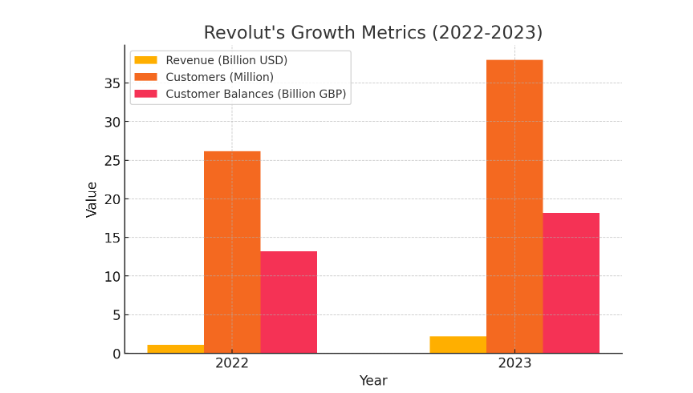 Revolut's Growth Metrics (2022-2023)
Revenue (Billion USD)
Customers (Million)
Customer Balances (Billion GBP)
35
30
25
20
15
10
5
0
Value
2022
2023
Year